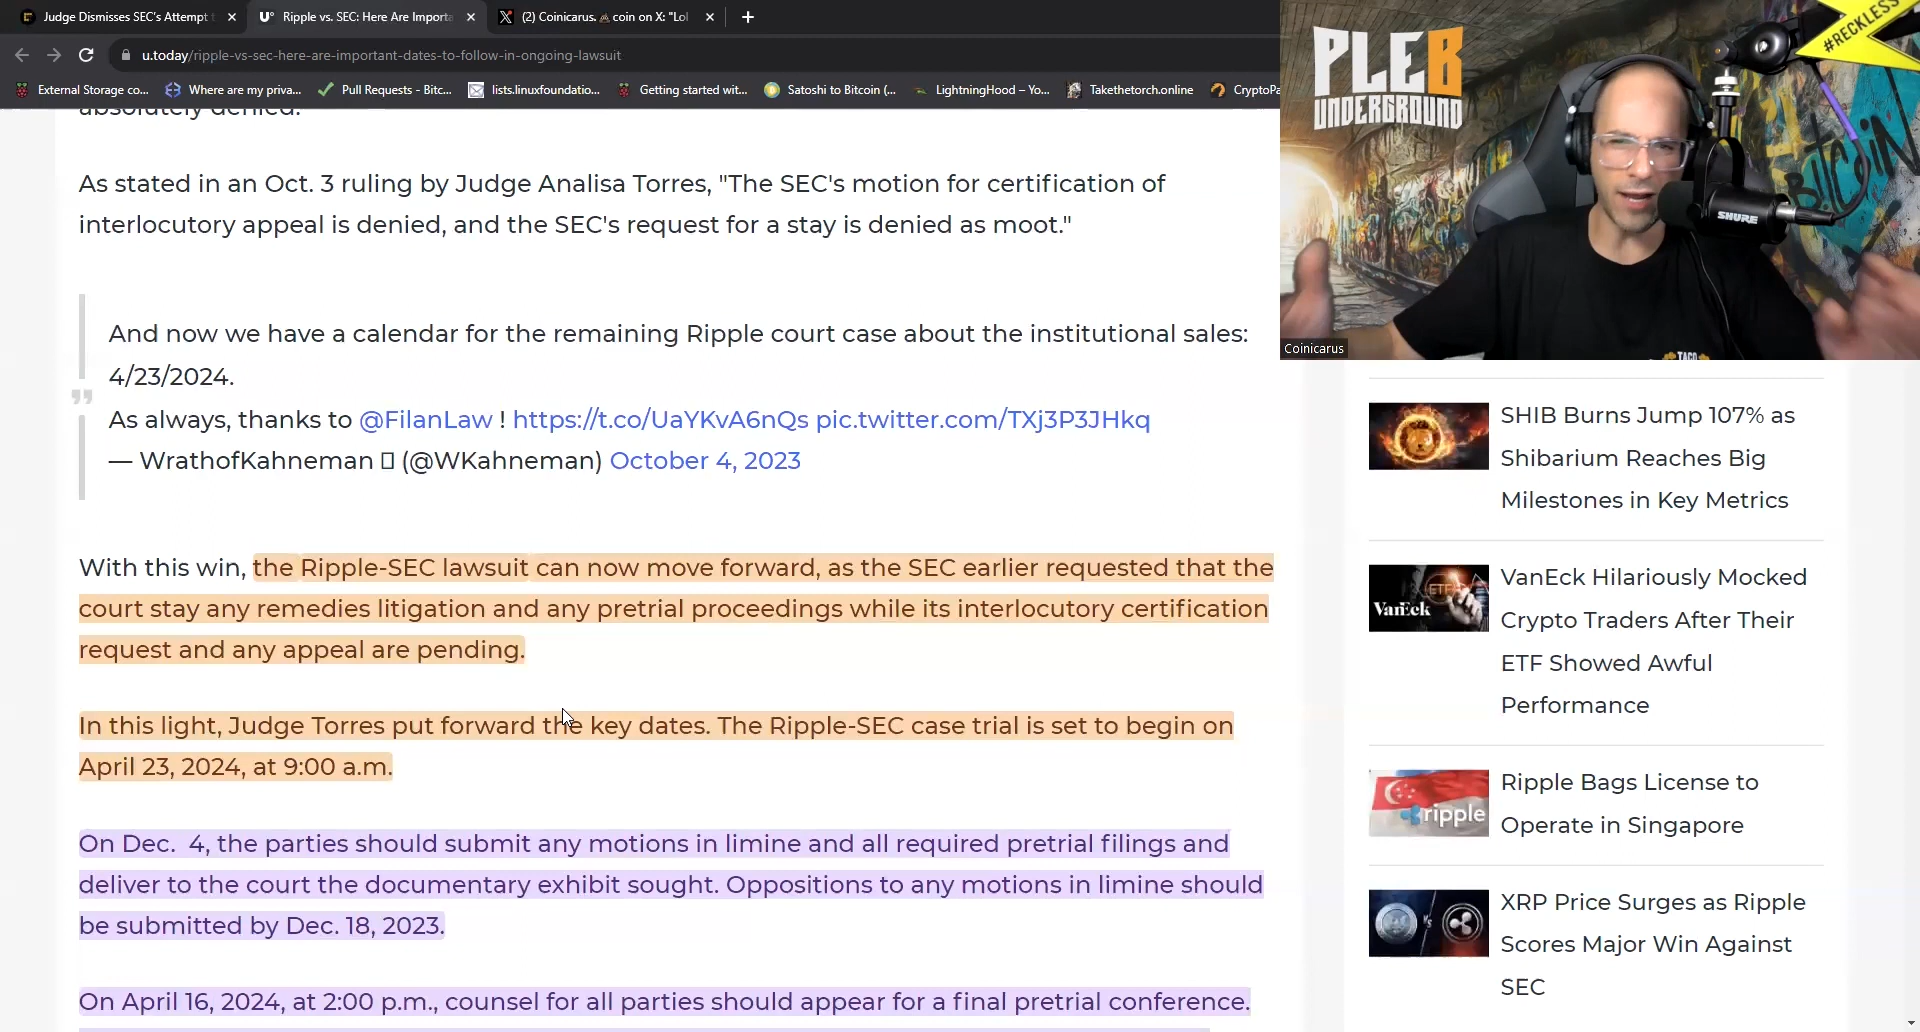 Judge Dismisses SEC's Attempt
Ripple vs. SEC: Here Are Importa
(2) Coinicarus. coin on X: "Lol
u.today/ripple-vs-sec-here-are-important-dates-to-follow-in-ongoing-lawsuit
External Storage co...
Where are my priva...
Pull Requests - Bitc...
lists.linuxfoundatio...
Getting started wit...
Satoshi to Bitcoin (...
LightningHood – Yo...
Takethetorch.online
CryptoPa
absolutely denied.
As stated in an Oct. 3 ruling by Judge Analisa Torres, "The SEC's motion for certification of
interlocutory appeal is denied, and the SEC's request for a stay is denied as moot."
And now we have a calendar for the remaining Ripple court case about the institutional sales:
4/23/2024.
As always, thanks to @FilanLaw ! https://t.co/UaYKvA6nQs pic.twitter.com/TXj3P3JHkq
— WrathofKahneman (@WKahneman) October 4, 2023
With this win, the Ripple-SEC lawsuit can now move forward, as the SEC earlier requested that the
court stay any remedies litigation and any pretrial proceedings while its interlocutory certification
request and any appeal are pending.
In this light, Judge Torres put forward the key dates. The Ripple-SEC case trial is set to begin on
April 23, 2024, at 9:00 a.m.
On Dec. 4, the parties should submit any motions in limine and all required pretrial filings and
deliver to the court the documentary exhibit sought. Oppositions to any motions in limine should
be submitted by Dec. 18, 2023.
On April 16, 2024, at 2:00 p.m., counsel for all parties should appear for a final pretrial conference.
PLEB
UNDERGROUND
#RECKLESS
BITCOIN
SHURE
TACO
Coinicarus
SHIB Burns Jump 107% as
Shibarium Reaches Big
Milestones in Key Metrics
ETF
VanEck
VanEck Hilariously Mocked
Crypto Traders After Their
ETF Showed Awful
Performance
ripple
Ripple Bags License to
Operate in Singapore
VS
XRP Price Surges as Ripple
Scores Major Win Against
SEC